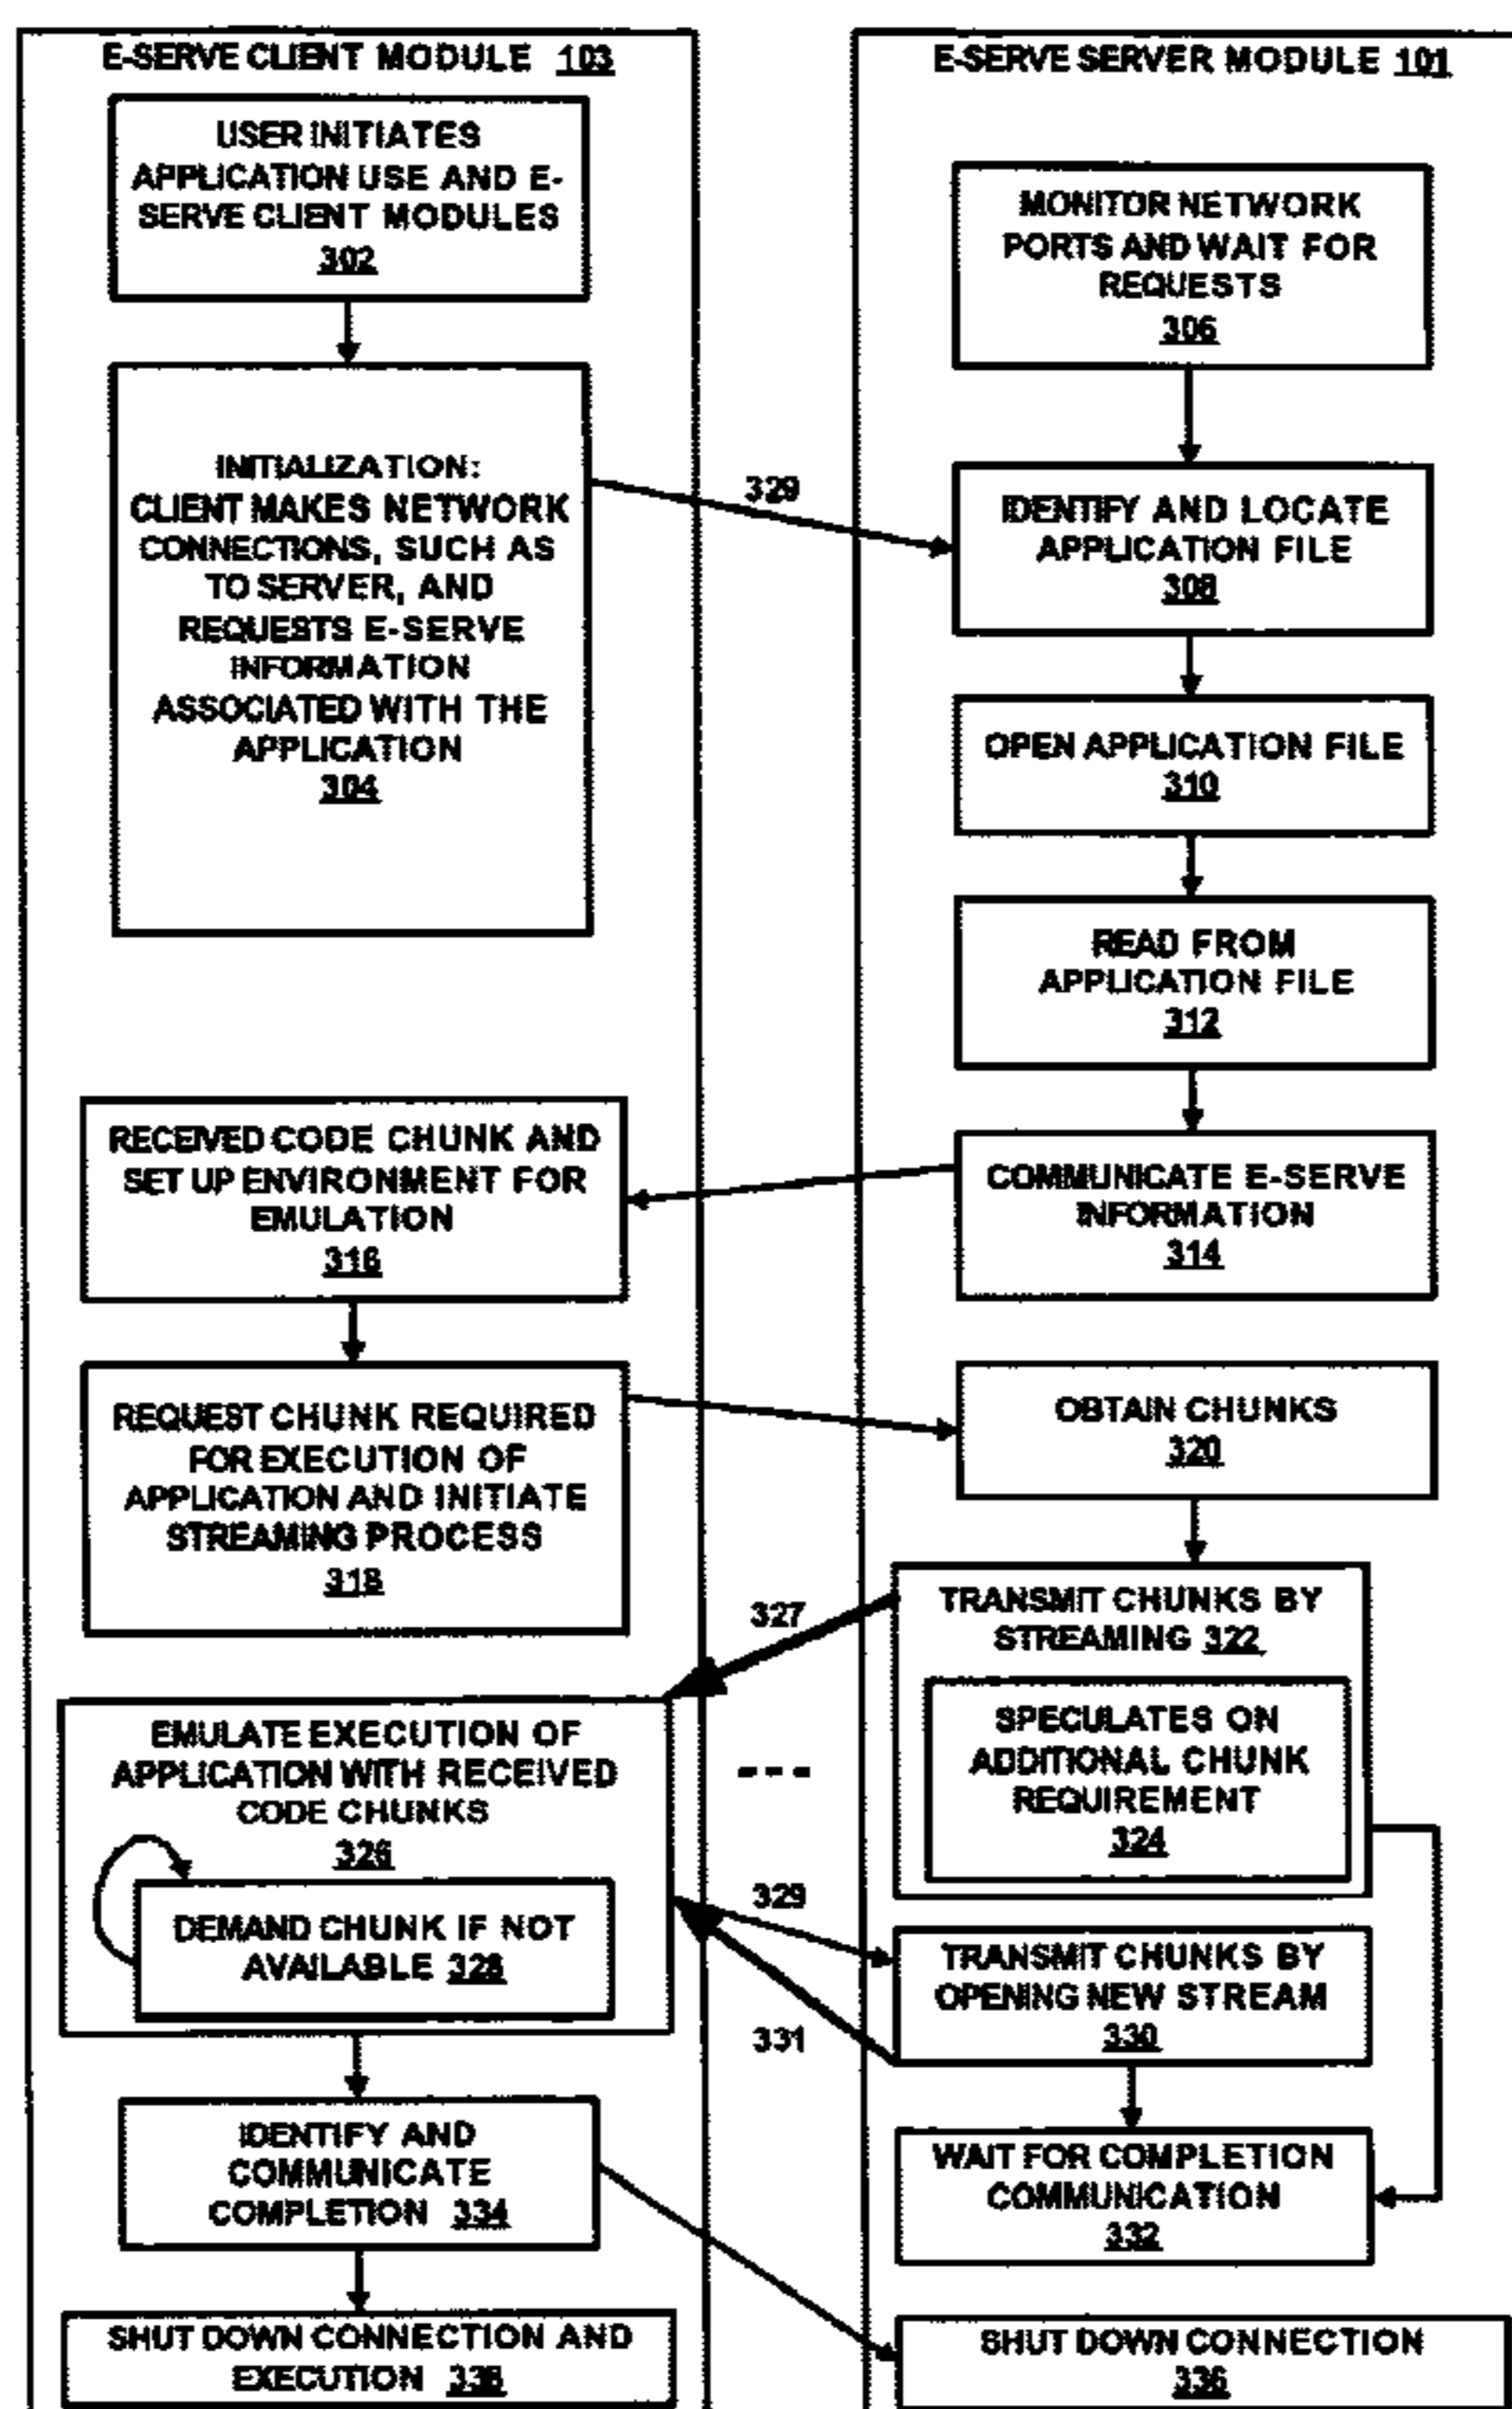 E-SERVE CLIENT MODULE 103
USER INITIATES
APPLICATION USE AND E-
SERVE CLIENT MODULES
302
INITIALIZATION:
CLIENT MAKES NETWORK
CONNECTIONS, SUCH AS
TO SERVER, AND
REQUESTS E-SERVE
INFORMATION
ASSOCIATED WITH THE
APPLICATION
304
329
E-SERVE SERVER MODULE 101
MONITOR NETWORK
PORTS AND WAIT FOR
REQUESTS
306
IDENTIFY AND LOCATE
APPLICATION FILE
308
OPEN APPLICATION FILE
310
READ FROM
APPLICATION FILE
312
COMMUNICATE E-SERVE
INFORMATION
314
RECEIVED CODE CHUNK AND
SET UP ENVIRONMENT FOR
EMULATION
316
REQUEST CHUNK REQUIRED
FOR EXECUTION OF
APPLICATION AND INITIATE
STREAMING PROCESS
318
OBTAIN CHUNKS
320
TRANSMIT CHUNKS BY
STREAMING 322
SPECULATES ON
ADDITIONAL CHUNK
REQUIREMENT
324
327
EMULATE EXECUTION OF
APPLICATION WITH RECEIVED
CODE CHUNKS
326
DEMAND CHUNK IF NOT
AVAILABLE 328
329
TRANSMIT CHUNKS BY
OPENING NEW STREAM
330
331
WAIT FOR COMPLETION
COMMUNICATION
332
IDENTIFY AND
COMMUNICATE
COMPLETION 334
SHUT DOWN CONNECTION AND
EXECUTION 338
SHUT DOWN CONNECTION
336